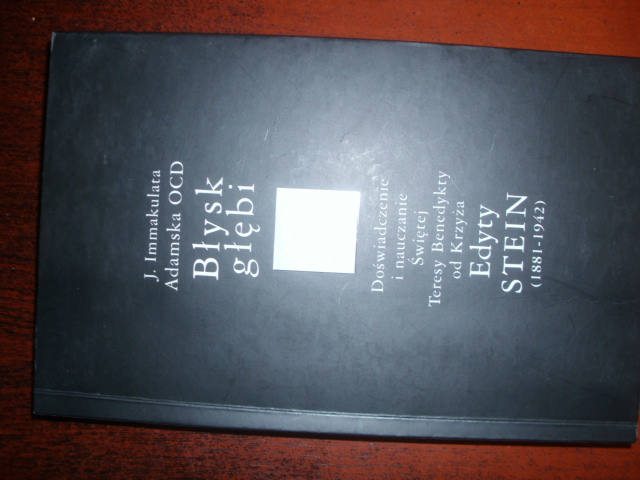 J. Immakulata
Adamska OCD
Błysk
głębi
Doświadczenie
i nauczanie
Świętej
Teresy Benedykty
od Krzyża
Edyty
STEIN
(1881-1942)